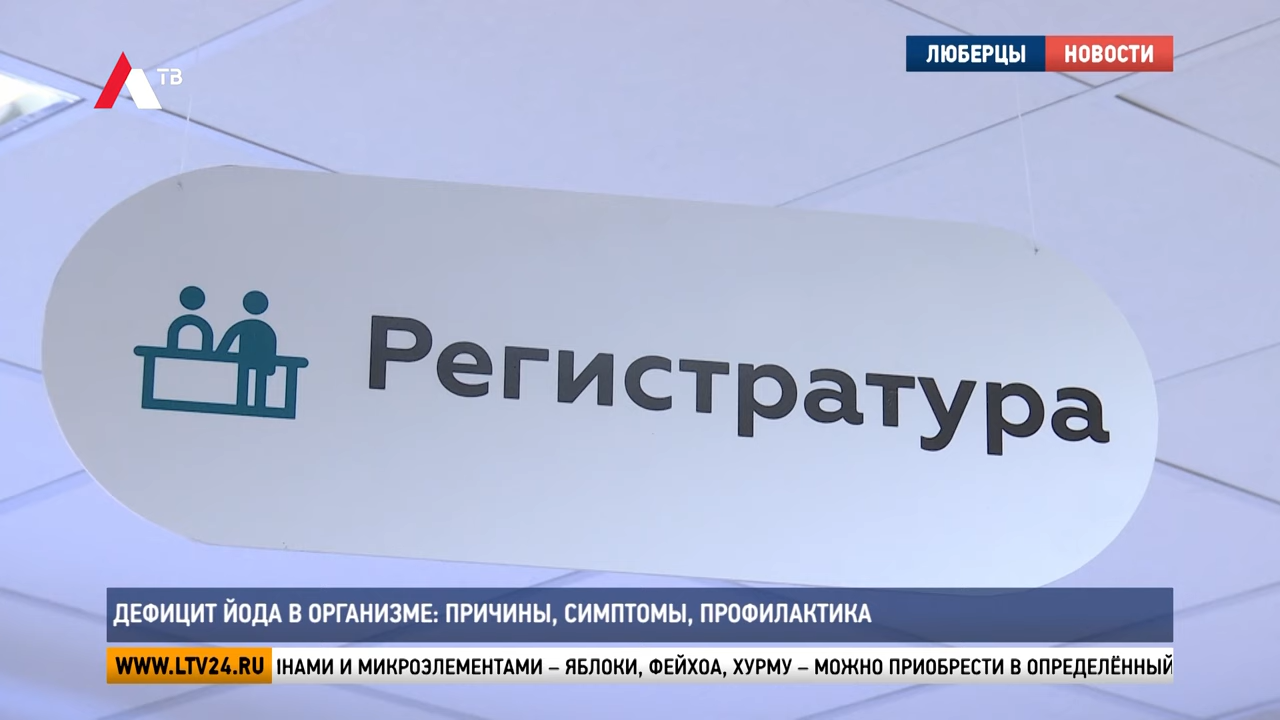 ТВ
ЛЮБЕРЦЫ НОВОСТИ
Регистратура
ДЕФИЦИТ ЙОДА В ОРГАНИЗМЕ: ПРИЧИНЫ, СИМПТОМЫ, ПРОФИЛАКТИКА
WWW.LTV24.RU И МИКРОЭЛЕМЕНТАМИ – ЯБЛОКИ, ФЕЙХОА, ХУРМУ – МОЖНО ПРИОБРЕСТИ В ОПРЕДЕЛЁННЫЙ